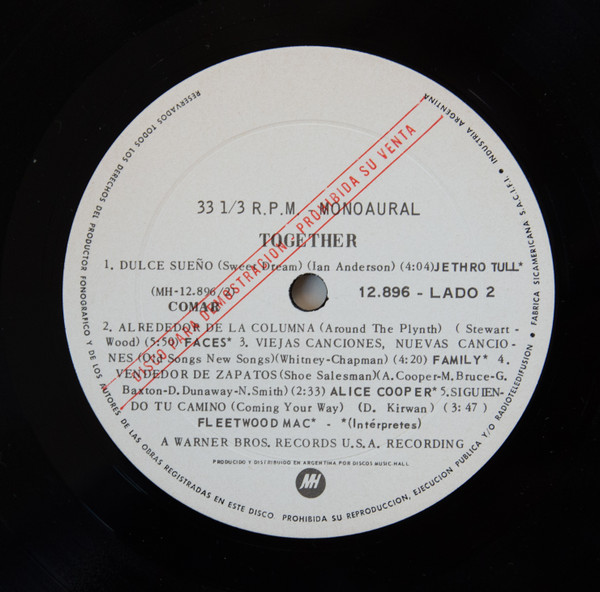 33 1/3 R.P.M. - MONOAURAL
TOGETHER
1. DULCE SUEÑO (Sweet Dream) (Ian Anderson) (4:04) JETHRO TULL*
(MH-12.896/2)
COMAR
12.896 - LADO 2
2. ALREDEDOR DE LA COLUMNA (Around The Plynth) ( Stewart -
Wood) (5:50) FACES* 3. VIEJAS CANCIONES, NUEVAS CANCIO-
NES (Old Songs New Songs)(Whitney-Chapman) (4:20) FAMILY* 4.
VENDEDOR DE ZAPATOS(Shoe Salesman)(A.Cooper-M.Bruce-G.
Baxton-D. Dunaway-N.Smith) (2:33) ALICE COOPER* 5.SIGUIEN-
DO TU CAMINO (Coming Your Way) (D. Kirwan) (3:47)
FLEETWOOD MAC* - *(Intérpretes)
A WARNER BROS. RECORDS U.S.A. RECORDING
PRODUCIDO Y DISTRIBUIDO EN ARGENTINA POR DISCOS MUSIC HALL
MH
DISCO PARA DEMOSTRACION - PROHIBIDA SU VENTA
RESERVADOS TODOS LOS DERECHOS DEL PRODUCTOR FONOGRAFICO Y DE LOS AUTORES DE LAS OBRAS REGISTRADAS EN ESTE DISCO. PROHIBIDA SU REPRODUCCION, EJECUCION PUBLICA Y/O RADIOTELEDIFUSION • FABRICA SICAMERICANA S.A.C.I.F.I. • INDUSTRIA ARGENTINA